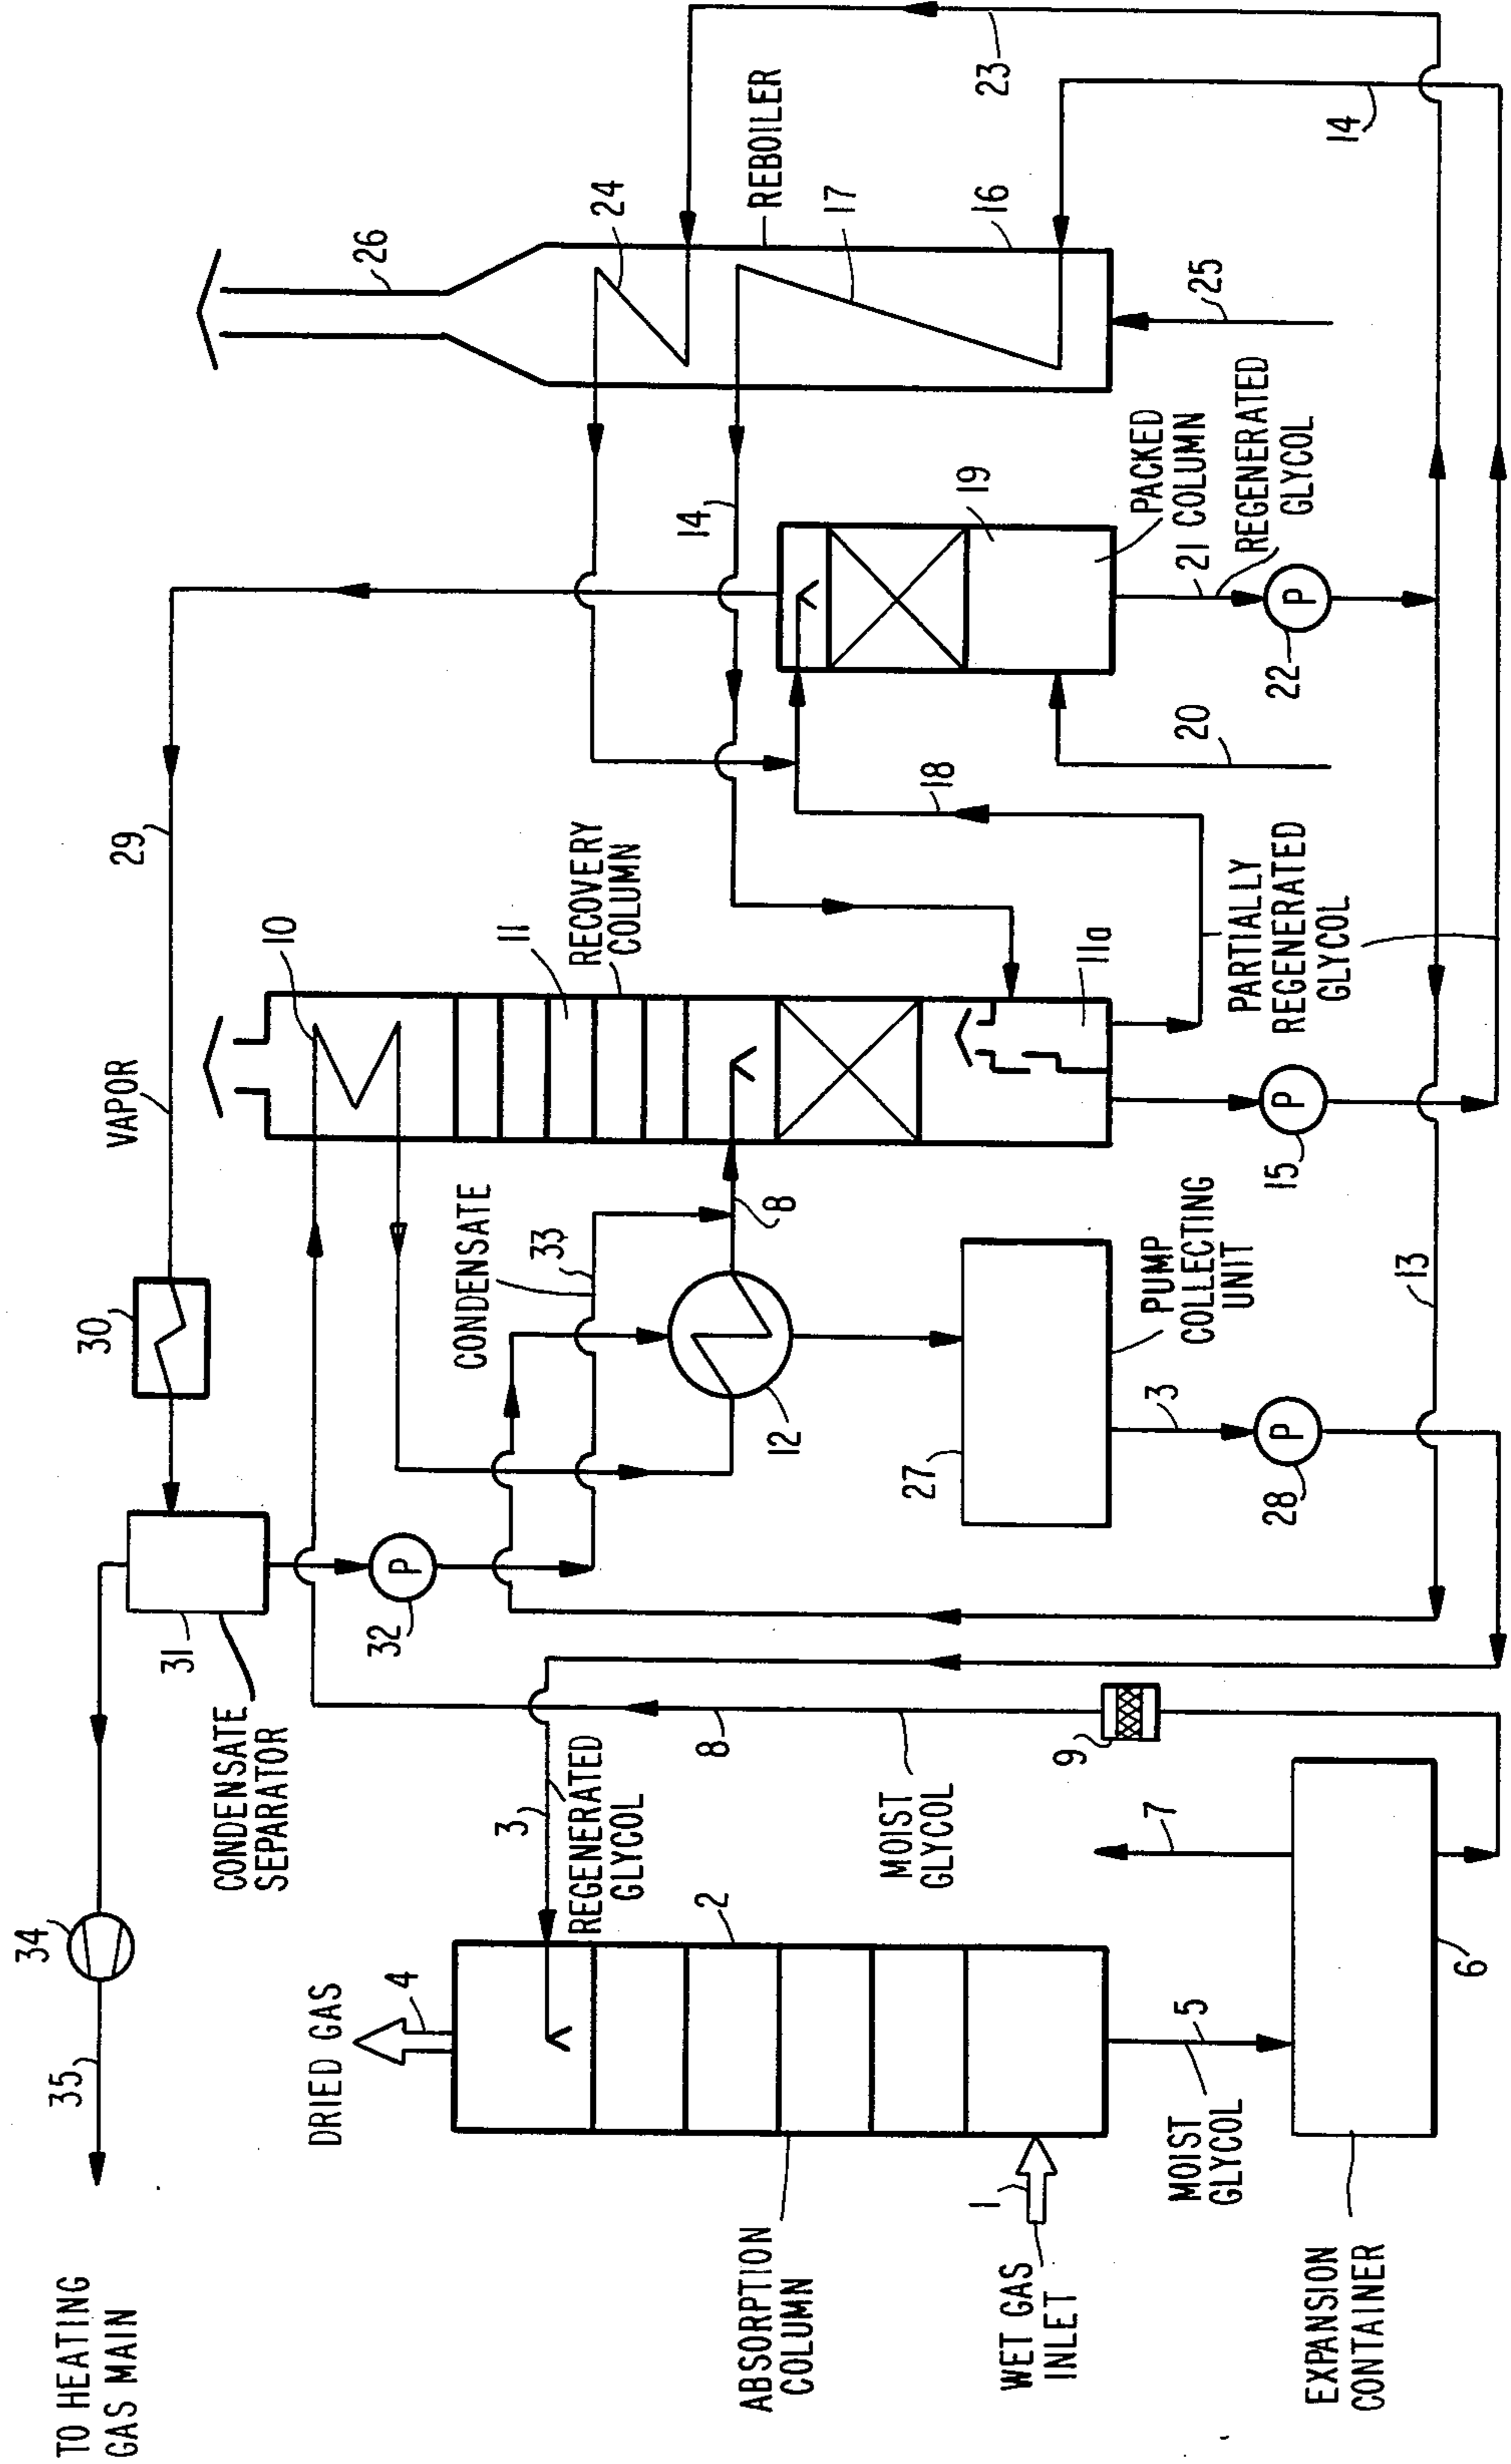 TO HEATING
GAS MAIN
35
34
31
CONDENSATE
SEPARATOR
30
29
VAPOR
32
P
DRIED GAS
4
3
REGENERATED
GLYCOL
2
ABSORPTION
COLUMN
1
WET GAS
INLET
MOIST
GLYCOL
5
EXPANSION
CONTAINER
6
7
9
8
MOIST
GLYCOL
CONDENSATE
33
12
8
27
PUMP
COLLECTING
UNIT
3
P
28
13
10
11
RECOVERY
COLUMN
11a
P
15
PARTIALLY
REGENERATED
GLYCOL
18
20
14
19
PACKED
COLUMN
21
REGENERATED
GLYCOL
P
22
26
24
REBOILER
17
16
25
23
14